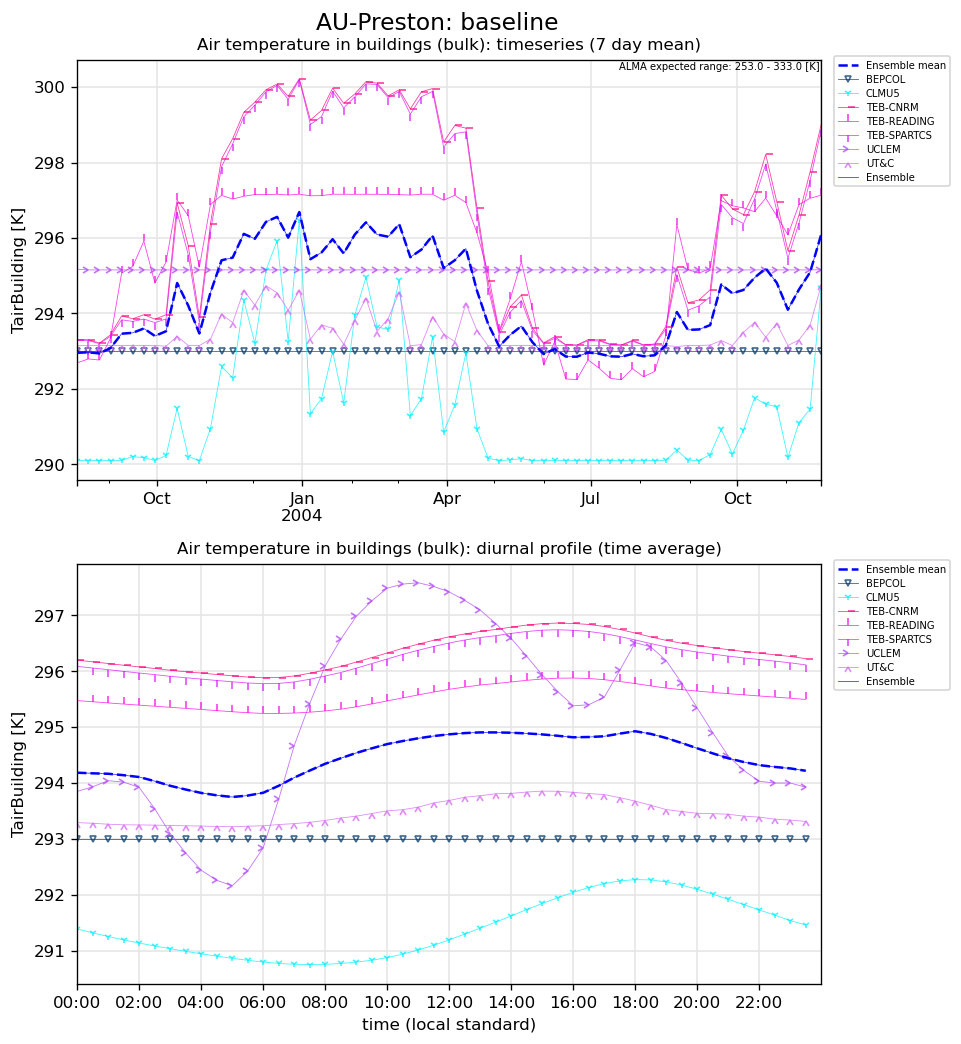 AU-Preston: baseline
Air temperature in buildings (bulk): timeseries (7 day mean)
ALMA expected range: 253.0 - 333.0 [K]
300
298
296
294
292
290
TairBuilding [K]
Oct
Jan
2004
Apr
Jul
Oct
Ensemble mean
BEPCOL
CLMU5
TEB-CNRM
TEB-READING
TEB-SPARTCS
UCLEM
UT&C
Ensemble
Air temperature in buildings (bulk): diurnal profile (time average)
297
296
295
294
293
292
291
TairBuilding [K]
00:00
02:00
04:00
06:00
08:00
10:00
12:00
14:00
16:00
18:00
20:00
22:00
time (local standard)
Ensemble mean
BEPCOL
CLMU5
TEB-CNRM
TEB-READING
TEB-SPARTCS
UCLEM
UT&C
Ensemble